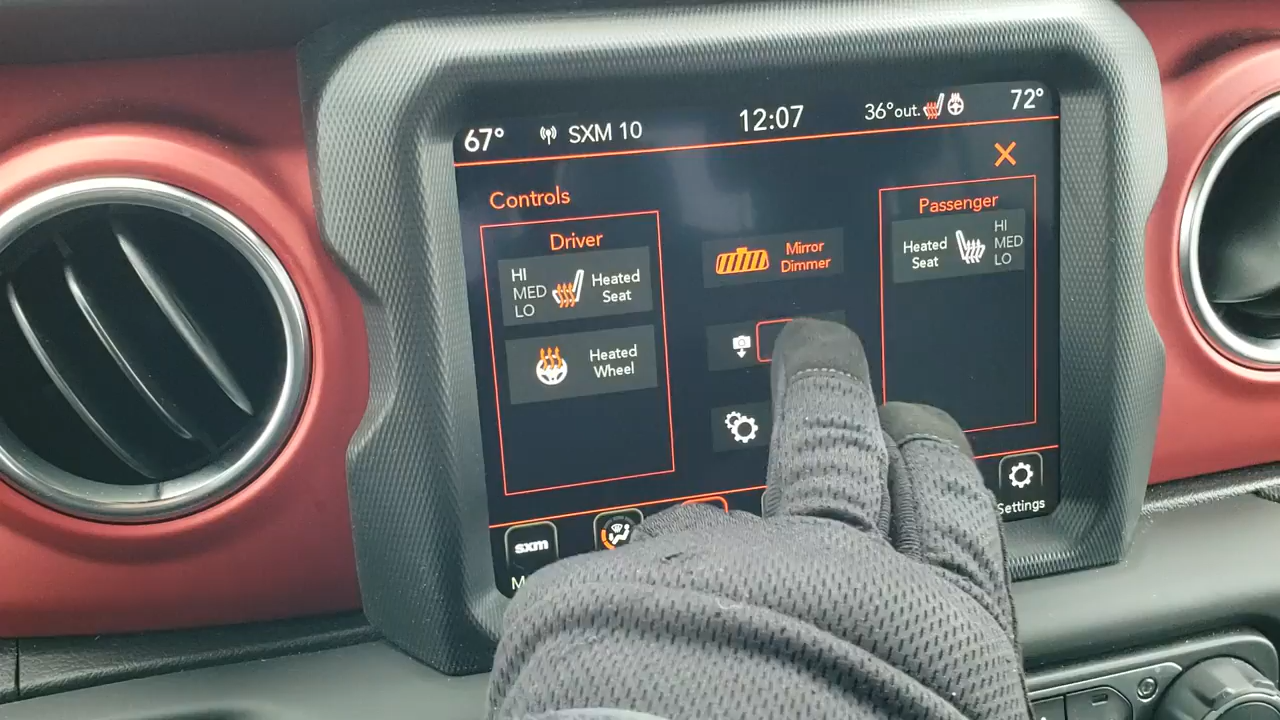 67° SXM 10 12:07 36° out. 72°
Controls
Driver
HI
MED
LO
Heated
Seat
Heated
Wheel
Mirror
Dimmer
Passenger
Heated
Seat
HI
MED
LO
sxm
Settings